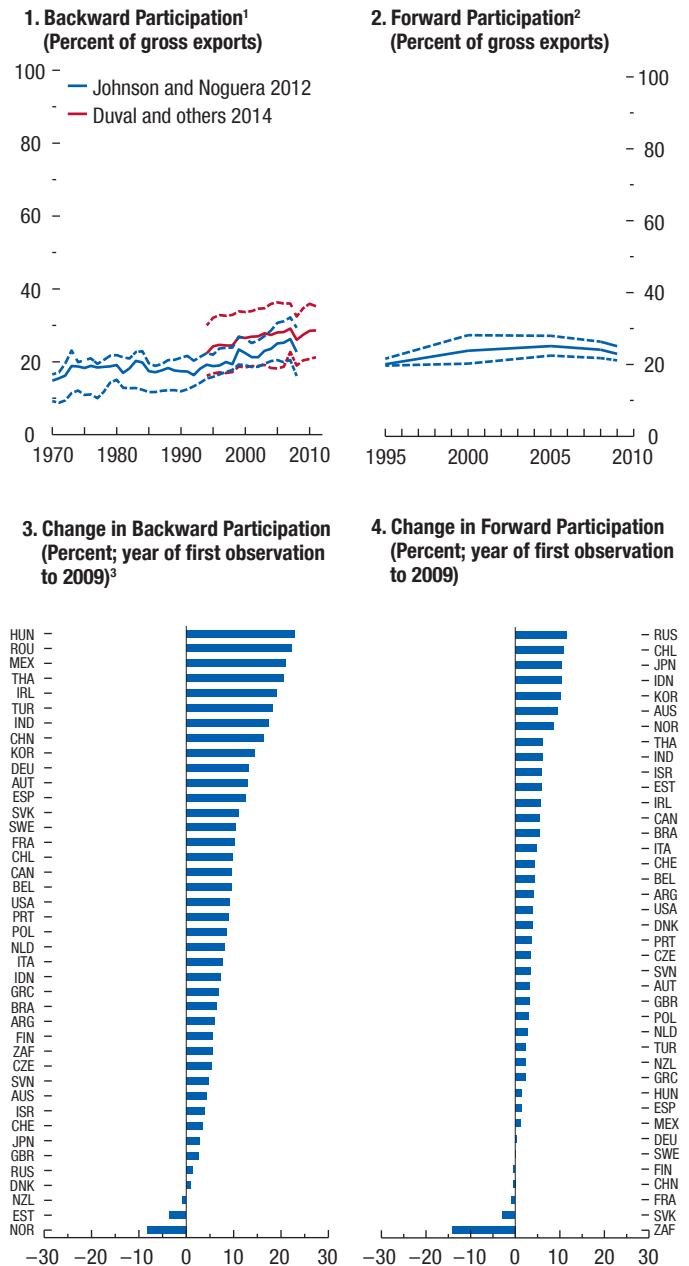 1. Backward Participation¹
(Percent of gross exports)
100
80
60
40
20
0
Johnson and Noguera 2012
Duval and others 2014
1970
1980
1990
2000
2010
2. Forward Participation²
(Percent of gross exports)
100
80
60
40
20
0
1995
2000
2005
2010
3. Change in Backward Participation
(Percent; year of first observation
to 2009)³
HUN
ROU
MEX
THA
IRL
TUR
IND
CHN
KOR
DEU
AUT
ESP
SVK
SWE
FRA
CHL
CAN
BEL
USA
PRT
POL
NLD
ITA
IDN
GRC
BRA
ARG
FIN
ZAF
CZE
SVN
AUS
ISR
CHE
JPN
GBR
RUS
DNK
NZL
EST
NOR
−30 −20 −10 0 10 20 30
4. Change in Forward Participation
(Percent; year of first observation
to 2009)
RUS
CHL
JPN
IDN
KOR
AUS
NOR
THA
IND
ISR
EST
IRL
CAN
BRA
ITA
CHE
BEL
ARG
USA
DNK
PRT
CZE
SVN
AUT
GBR
POL
NLD
TUR
NZL
GRC
HUN
ESP
MEX
DEU
SWE
FIN
CHN
FRA
SVK
ZAF
−30 −20 −10 0 10 20 30